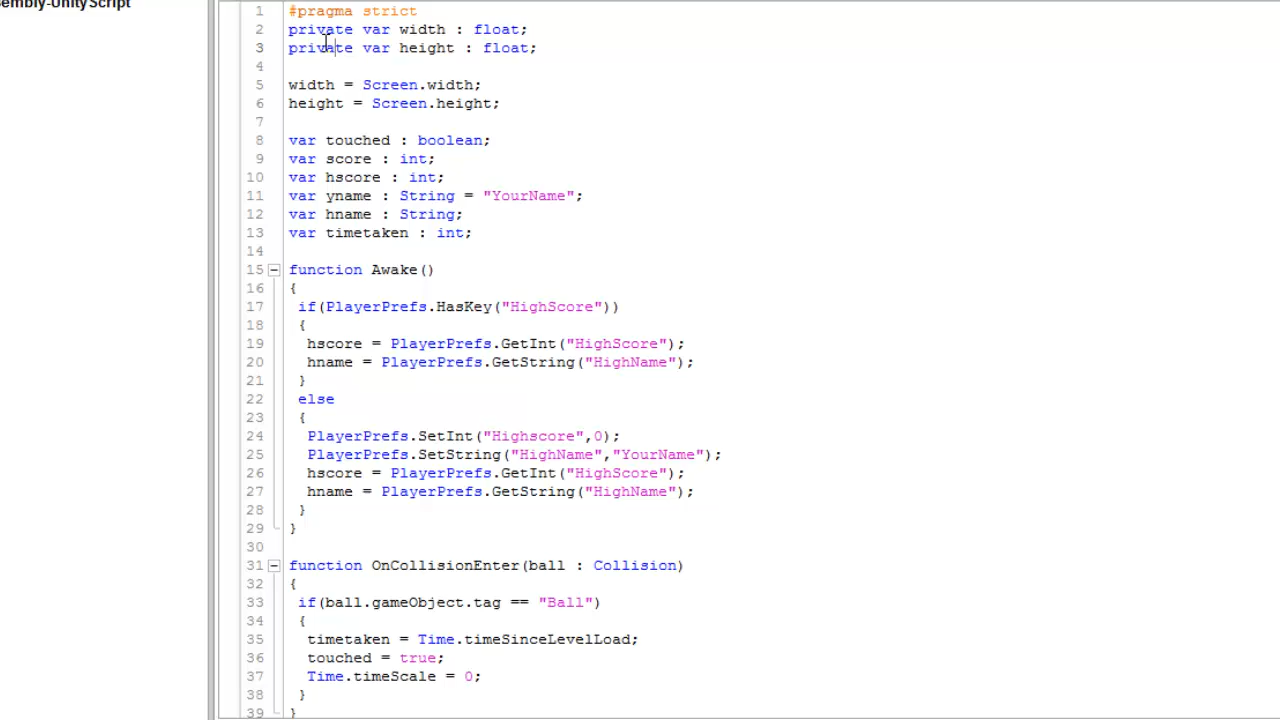 embly-UnityScript
1 #pragma strict
2 private var width : float;
3 private var height : float;
4
5 width = Screen.width;
6 height = Screen.height;
7
8 var touched : boolean;
9 var score : int;
10 var hscore : int;
11 var yname : String = "YourName";
12 var hname : String;
13 var timetaken : int;
14
15 function Awake()
16 {
17 if(PlayerPrefs.HasKey("HighScore"))
18 {
19 hscore = PlayerPrefs.GetInt("HighScore");
20 hname = PlayerPrefs.GetString("HighName");
21 }
22 else
23 {
24 PlayerPrefs.SetInt("Highscore",0);
25 PlayerPrefs.SetString("HighName","YourName");
26 hscore = PlayerPrefs.GetInt("HighScore");
27 hname = PlayerPrefs.GetString("HighName");
28 }
29 }
30
31 function OnCollisionEnter(ball : Collision)
32 {
33 if(ball.gameObject.tag == "Ball")
34 {
35 timetaken = Time.timeSinceLevelLoad;
36 touched = true;
37 Time.timeScale = 0;
38 }
39 }